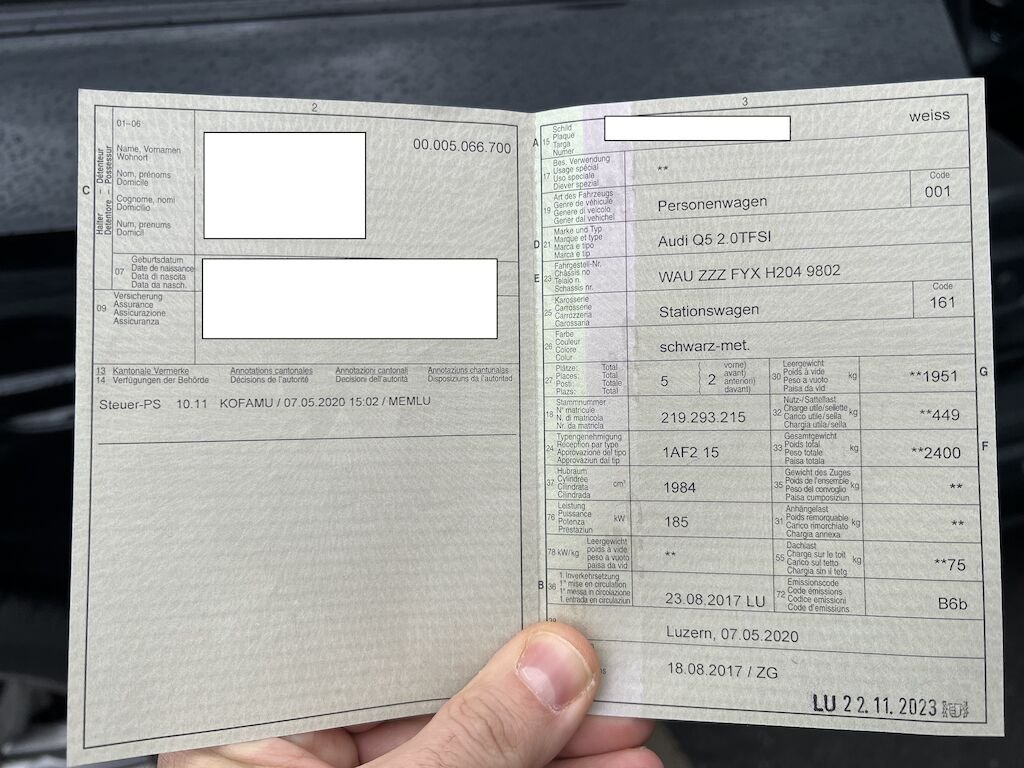 2
01–06
Name, Vornamen
Wohnort
Nom, prénoms
Domicile
Cognome, nomi
Domicilio
Num, prenums
Domicil
C
Halter – Détenteur
Detentore – Possessur
00.005.066.700
07
Geburtsdatum
Date de naissance
Data di nascita
Data da nasch.
09
Versicherung
Assurance
Assicurazione
Assicuranza
13 Kantonale Vermerke Annotations cantonales Annotazioni cantonali Annotaziuns chantunalas
14 Verfügungen der Behörde Décisions de l'autorité Decisioni dell'autorità Disposiziuns da l'autoritad
Steuer-PS 10.11 KOFAMU / 07.05.2020 15:02 / MEMLU
3
A 15
Schild
Plaque
Targa
Numer
weiss
17
Bes. Verwendung
Usage spécial
Uso speciale
Diever spezial
**
19
Art des Fahrzeugs
Genre de véhicule
Genere di veicolo
Gener dal vehichel
Personenwagen
Code
001
D 21
Marke und Typ
Marque et type
Marca e tipo
Marca e tip
Audi Q5 2.0TFSI
E 23
Fahrgestell-Nr.
Châssis no
Telaio n.
Schassis nr.
WAU ZZZ FYX H204 9802
25
Karosserie
Carrosserie
Carrozzeria
Carossaria
Stationswagen
Code
161
26
Farbe
Couleur
Colore
Colur
schwarz-met.
27
Plätze: Total vorne)
Places: Total avant)
Posti: Totale anteriori)
Plazs: Total davant)
5 2
30
Leergewicht
Poids à vide
Peso a vuoto
Paisa da vid
kg
**1951
G
18
Stammnummer
N° matricule
N. di matricola
Nr. da matricla
219.293.215
32
Nutz-/Sattellast
Charge utile/sellette
Carico utile/sella
Chargia utila/sella
kg
**449
24
Typengenehmigung
Réception par type
Approvazione del tipo
Approvaziun dal tip
1AF2 15
33
Gesamtgewicht
Poids total
Peso totale
Paisa totala
kg
**2400
F
37
Hubraum
Cylindrée
Cilindrata
Cilindrada
cm³
1984
35
Gewicht des Zuges
Poids de l'ensemble
Peso del convoglio
Paisa cumposiziun
kg
**
76
Leistung
Puissance
Potenza
Prestaziun
kW
185
31
Anhängelast
Poids remorquable
Carico rimorchiato
Chargia annexa
kg
**
78 kW/kg
Leergewicht
poids à vide
peso a vuoto
paisa da vid
**
55
Dachlast
Charge sur le toit
Carico sul tetto
Chargia sin il tetg
kg
**75
B 36
1. Inverkehrsetzung
1re mise en circulation
1a messa in circolazione
1. entrada en circulaziun
23.08.2017 LU
72
Emissionscode
Code émissions
Codice emissioni
Code d'emissiuns
B6b
Luzern, 07.05.2020
18.08.2017 / ZG
LU 22.11.2023